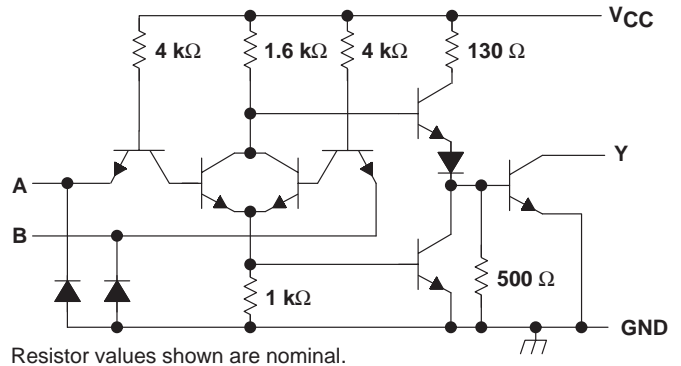 VCC
4 kΩ 1.6 kΩ 4 kΩ 130 Ω
Y
A
B
1 kΩ 500 Ω
GND
Resistor values shown are nominal.